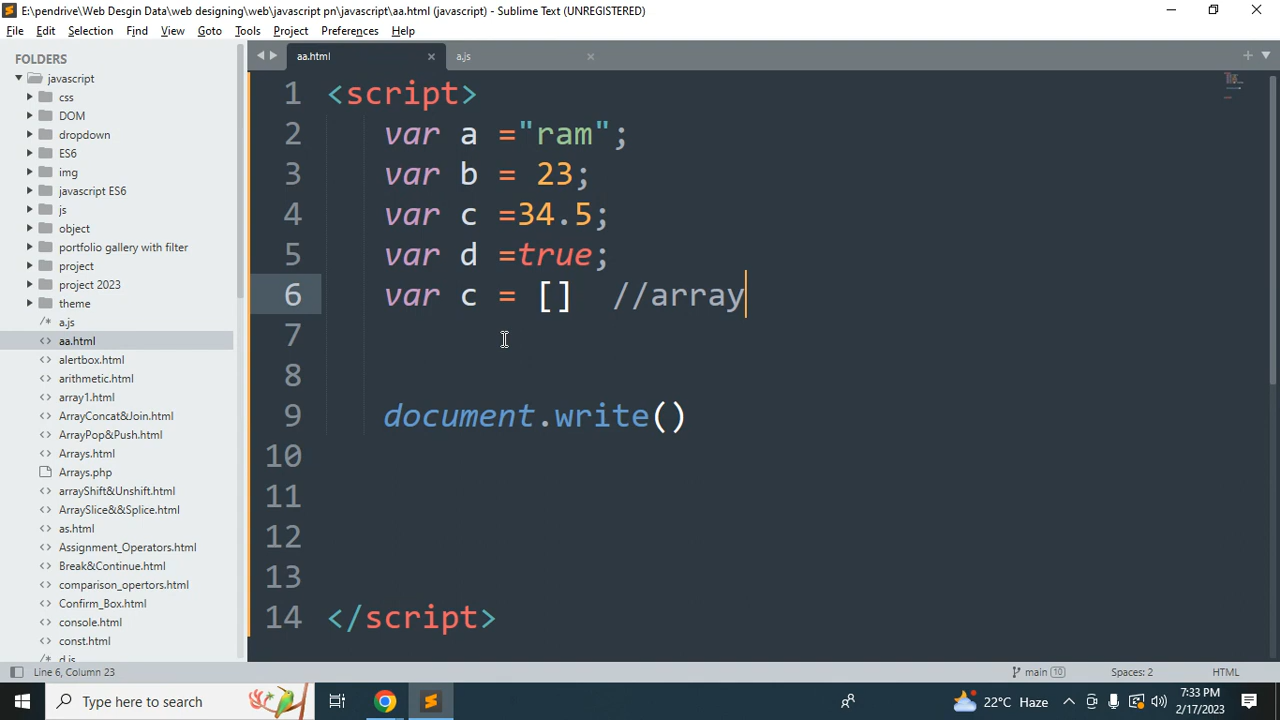 E:\pendrive\Web Desgin Data\web designing\web\javascript pn\javascript\aa.html (javascript) - Sublime Text (UNREGISTERED)
File Edit Selection Find View Goto Tools Project Preferences Help
FOLDERS
javascript
css
DOM
dropdown
ES6
img
javascript ES6
js
object
portfolio gallery with filter
project
project 2023
theme
a.js
aa.html
alertbox.html
arithmetic.html
array1.html
ArrayConcat&Join.html
ArrayPop&Push.html
Arrays.html
Arrays.php
arrayShift&Unshift.html
ArraySlice&&Splice.html
as.html
Assignment_Operators.html
Break&Continue.html
comparison_opertors.html
Confirm_Box.html
console.html
const.html
d.js
aa.html a.js
1 <script>
2 var a ="ram";
3 var b = 23;
4 var c =34.5;
5 var d =true;
6 var c = [] //array
7
8
9 document.write()
10
11
12
13
14 </script>
Line 6, Column 23 main 10 Spaces: 2 HTML
Type here to search 22°C Haze 7:33 PM
2/17/2023